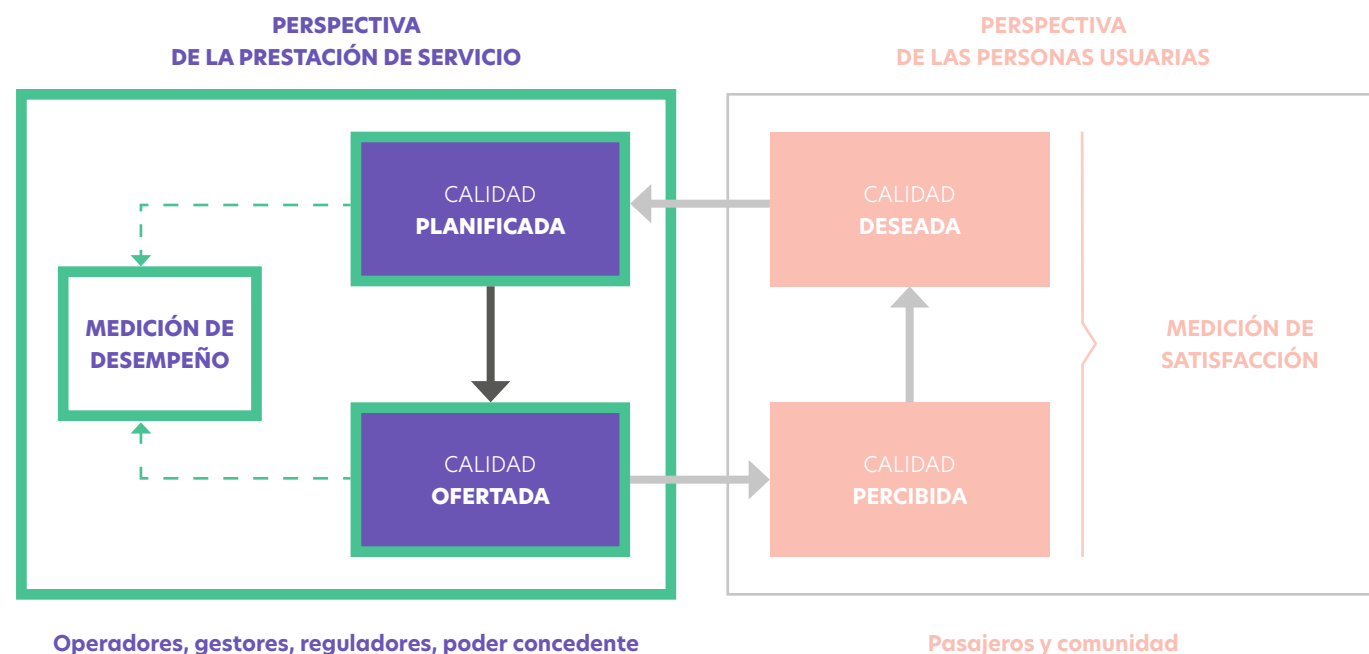 PERSPECTIVA
DE LA PRESTACIÓN DE SERVICIO
CALIDAD
PLANIFICADA
MEDICIÓN DE
DESEMPEÑO
CALIDAD
OFERTADA
Operadores, gestores, reguladores, poder concedente
PERSPECTIVA
DE LAS PERSONAS USUARIAS
CALIDAD
DESEADA
MEDICIÓN DE
SATISFACCIÓN
CALIDAD
PERCIBIDA
Pasajeros y comunidad